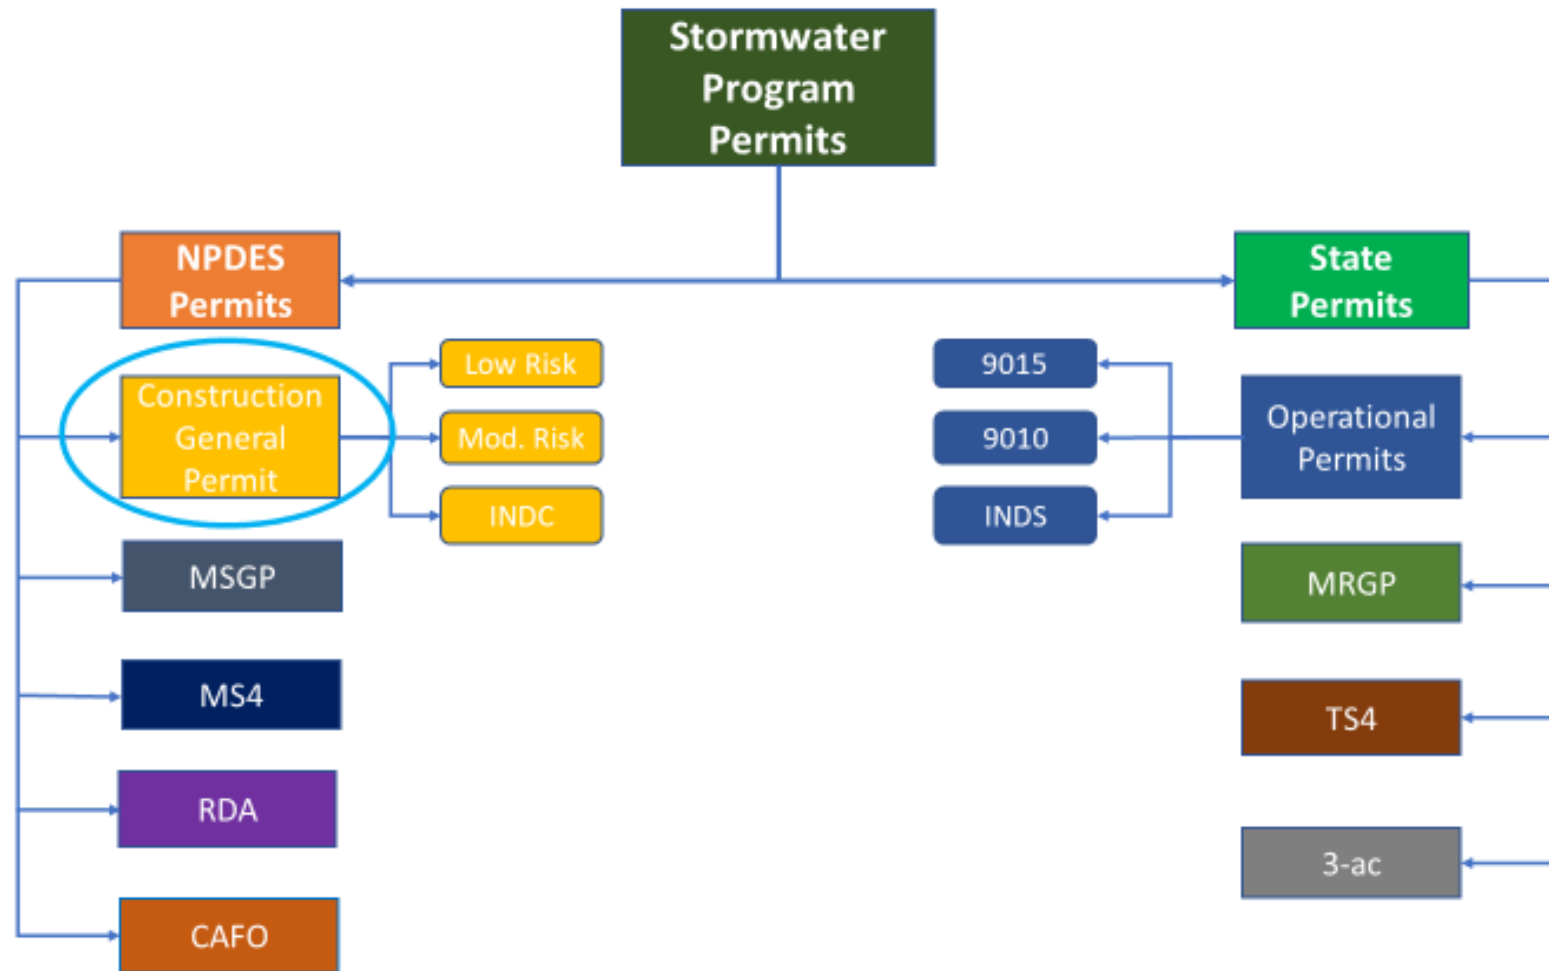 Stormwater
Program
Permits
NPDES
Permits
State
Permits
Construction
General
Permit
Low Risk
Mod. Risk
INDC
9015
9010
INDS
Operational
Permits
MSGP
MRGP
MS4
TS4
RDA
3-ac
CAFO